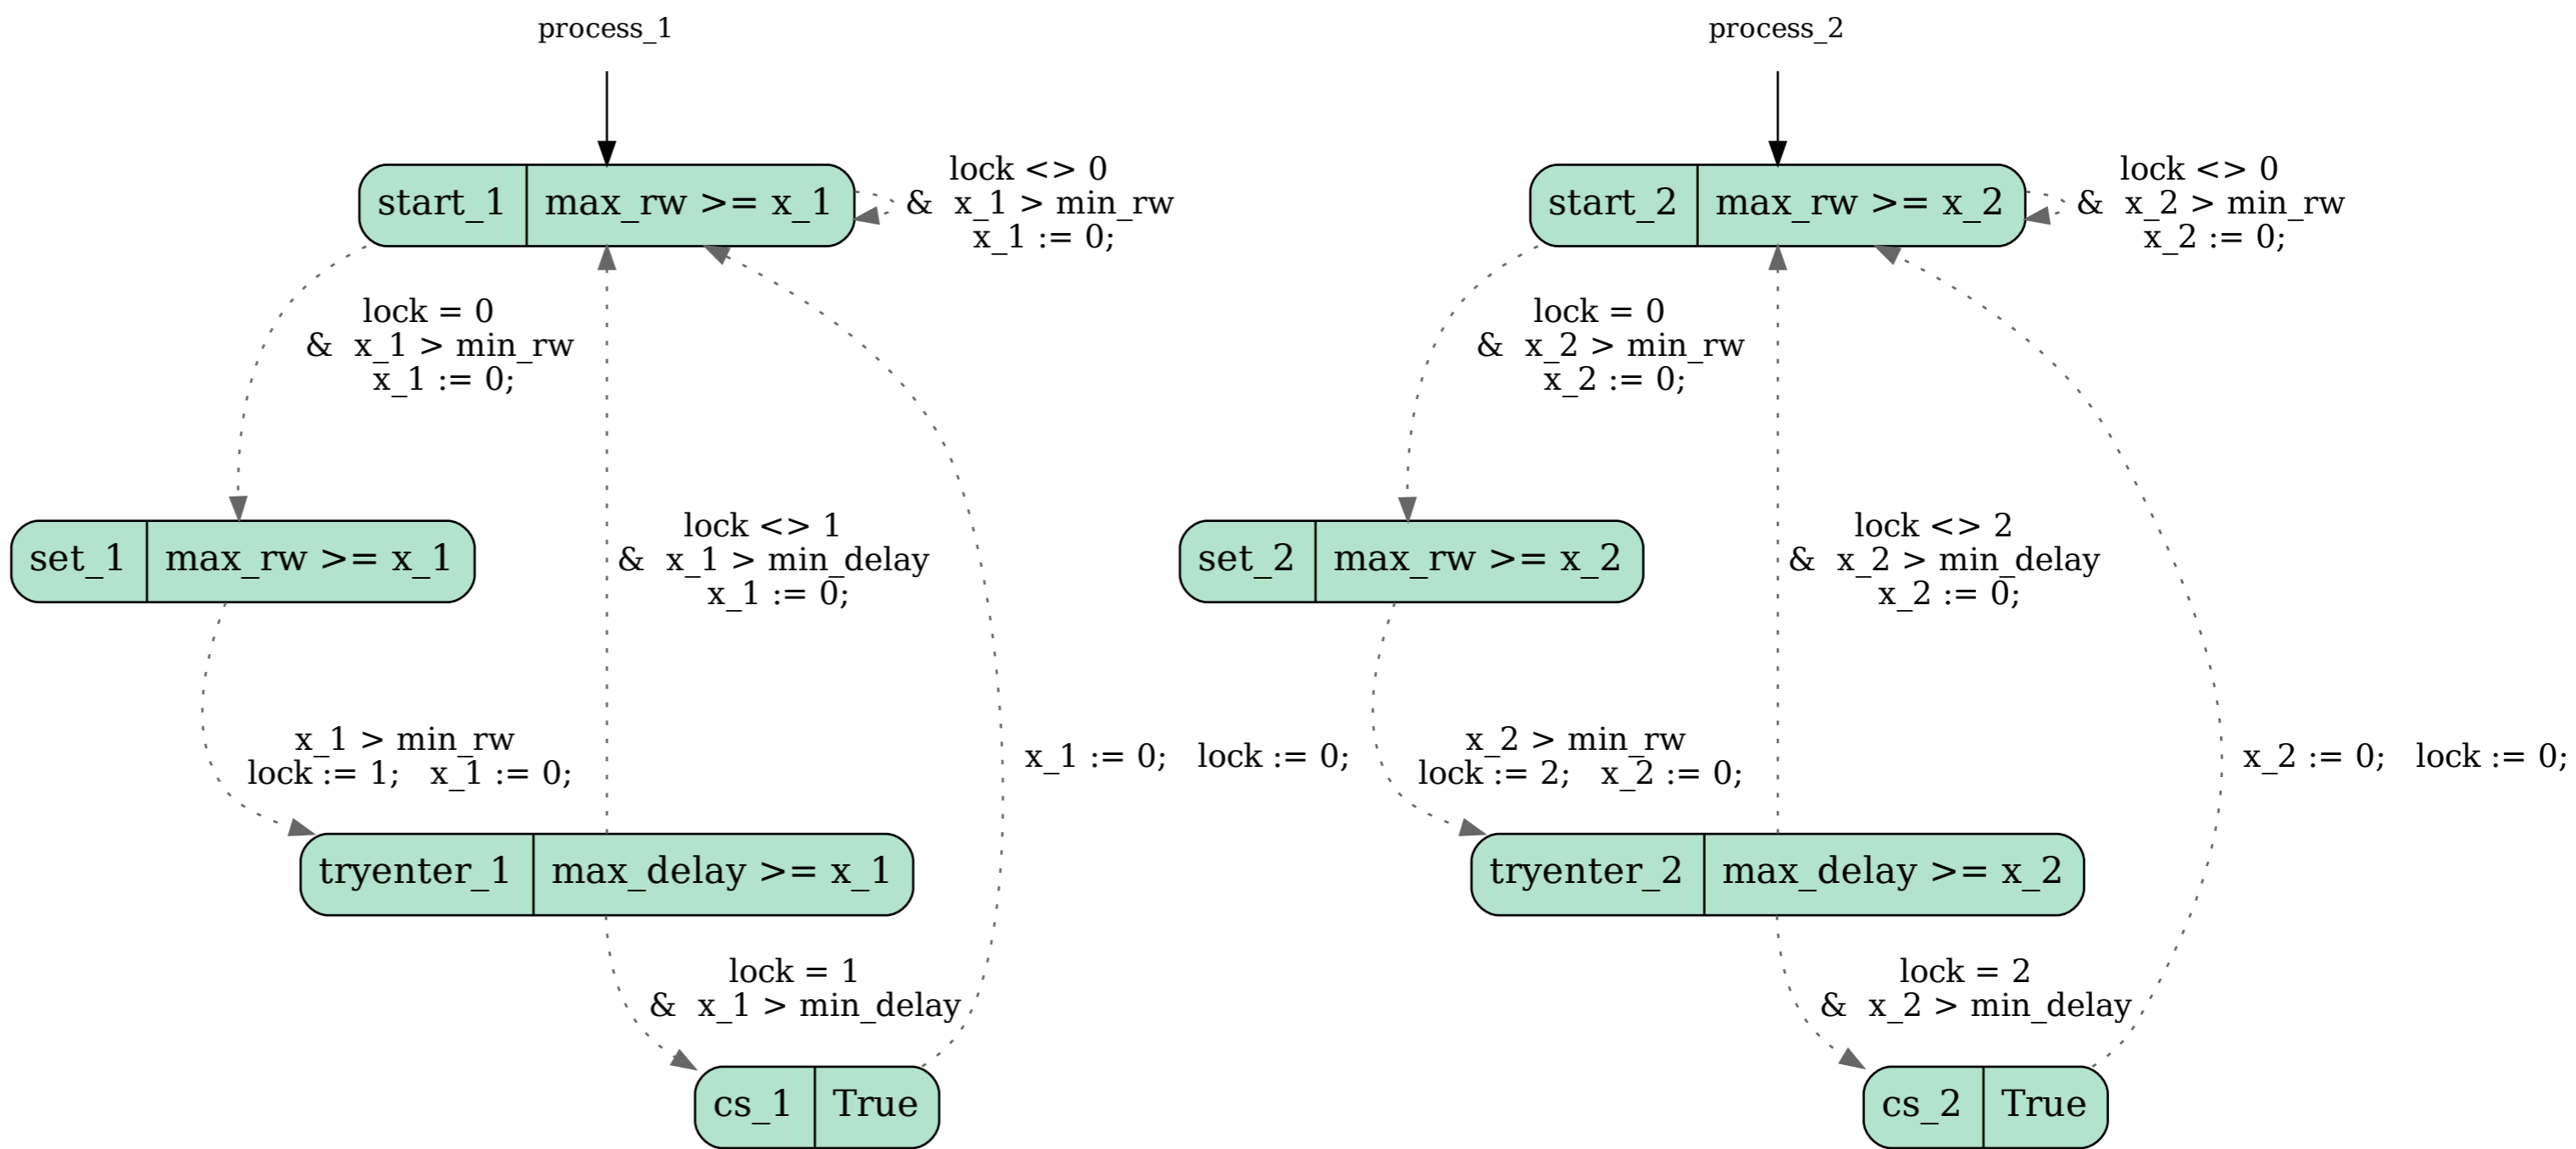 process_1
process_2
start_1 max_rw >= x_1
lock <> 0
& x_1 > min_rw
x_1 := 0;
start_2 max_rw >= x_2
lock <> 0
& x_2 > min_rw
x_2 := 0;
lock = 0
& x_1 > min_rw
x_1 := 0;
lock = 0
& x_2 > min_rw
x_2 := 0;
set_1 max_rw >= x_1
lock <> 1
& x_1 > min_delay
x_1 := 0;
set_2 max_rw >= x_2
lock <> 2
& x_2 > min_delay
x_2 := 0;
x_1 > min_rw
lock := 1; x_1 := 0;
x_1 := 0; lock := 0;
x_2 > min_rw
lock := 2; x_2 := 0;
x_2 := 0; lock := 0;
tryenter_1 max_delay >= x_1
tryenter_2 max_delay >= x_2
lock = 1
& x_1 > min_delay
lock = 2
& x_2 > min_delay
cs_1 True
cs_2 True